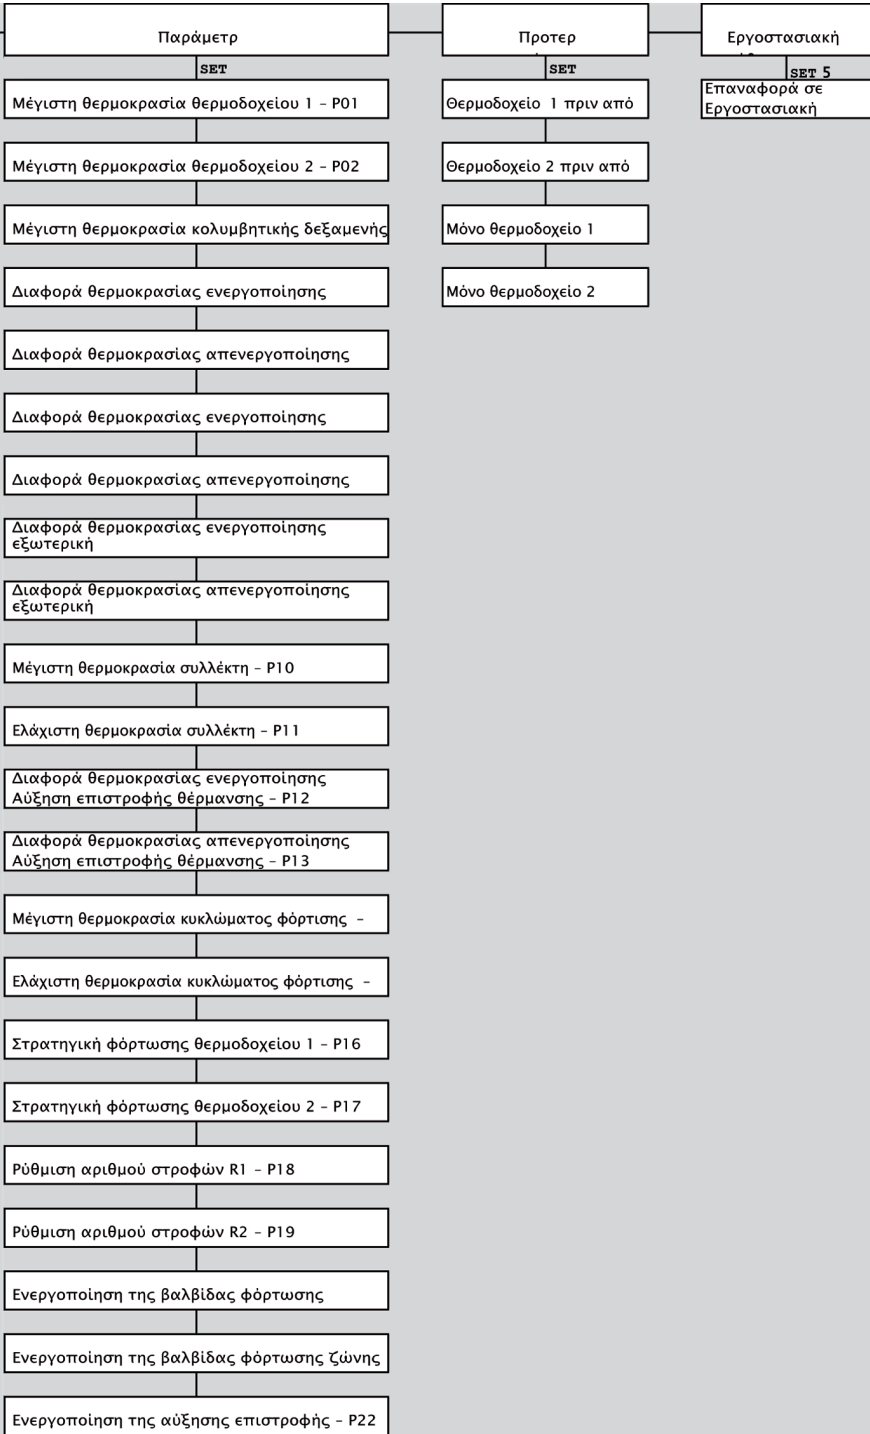 Παράμετρ
SET
Μέγιστη θερμοκρασία θερμοδοχείου 1 – P01
Μέγιστη θερμοκρασία θερμοδοχείου 2 – P02
Μέγιστη θερμοκρασία κολυμβητικής δεξαμενής
Διαφορά θερμοκρασίας ενεργοποίησης
Διαφορά θερμοκρασίας απενεργοποίησης
Διαφορά θερμοκρασίας ενεργοποίησης
Διαφορά θερμοκρασίας απενεργοποίησης
Διαφορά θερμοκρασίας ενεργοποίησης
εξωτερική
Διαφορά θερμοκρασίας απενεργοποίησης
εξωτερική
Μέγιστη θερμοκρασία συλλέκτη – P10
Ελάχιστη θερμοκρασία συλλέκτη – P11
Διαφορά θερμοκρασίας ενεργοποίησης
Αύξηση επιστροφής θέρμανσης – P12
Διαφορά θερμοκρασίας απενεργοποίησης
Αύξηση επιστροφής θέρμανσης – P13
Μέγιστη θερμοκρασία κυκλώματος φόρτισης –
Ελάχιστη θερμοκρασία κυκλώματος φόρτισης –
Στρατηγική φόρτωσης θερμοδοχείου 1 – P16
Στρατηγική φόρτωσης θερμοδοχείου 2 – P17
Ρύθμιση αριθμού στροφών R1 – P18
Ρύθμιση αριθμού στροφών R2 – P19
Ενεργοποίηση της βαλβίδας φόρτωσης
Ενεργοποίηση της βαλβίδας φόρτωσης ζώνης
Ενεργοποίηση της αύξησης επιστροφής – P22
Προτερ
SET
Θερμοδοχείο 1 πριν από
Θερμοδοχείο 2 πριν από
Μόνο θερμοδοχείο 1
Μόνο θερμοδοχείο 2
Εργοστασιακή
SET 5
Επαναφορά σε
Εργοστασιακή